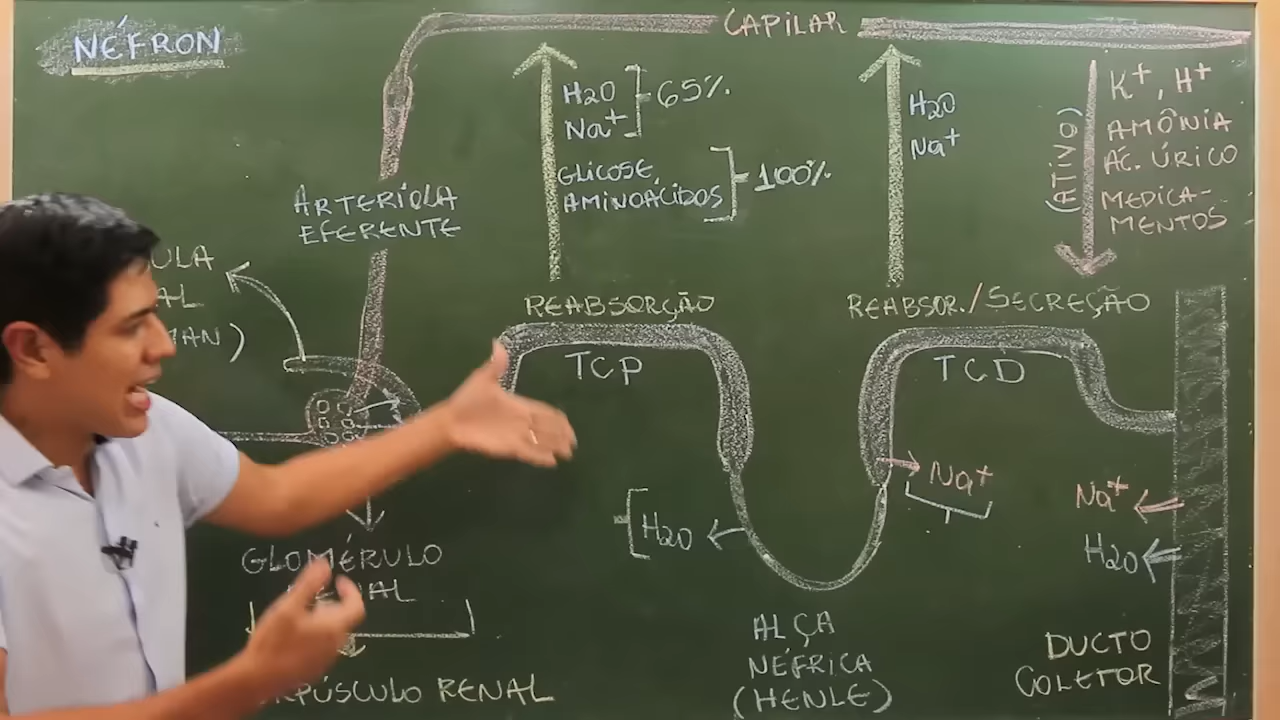 NÉFRON
CAPILAR
H2O
Na+
65%
GLICOSE,
AMINOÁCIDOS
100%
H2O
Na+
(ATIVO)
K+, H+
AMÔNIA
ÁC. ÚRICO
MEDICA-
MENTOS
ARTERÍOLA
EFERENTE
REABSORÇÃO
REABSOR./SECREÇÃO
TCP
TCD
H2O
Na+
Na+
H2O
GLOMÉRULO
ALÇA
NÉFRICA
(HENLE)
DUCTO
COLETOR
RENAL